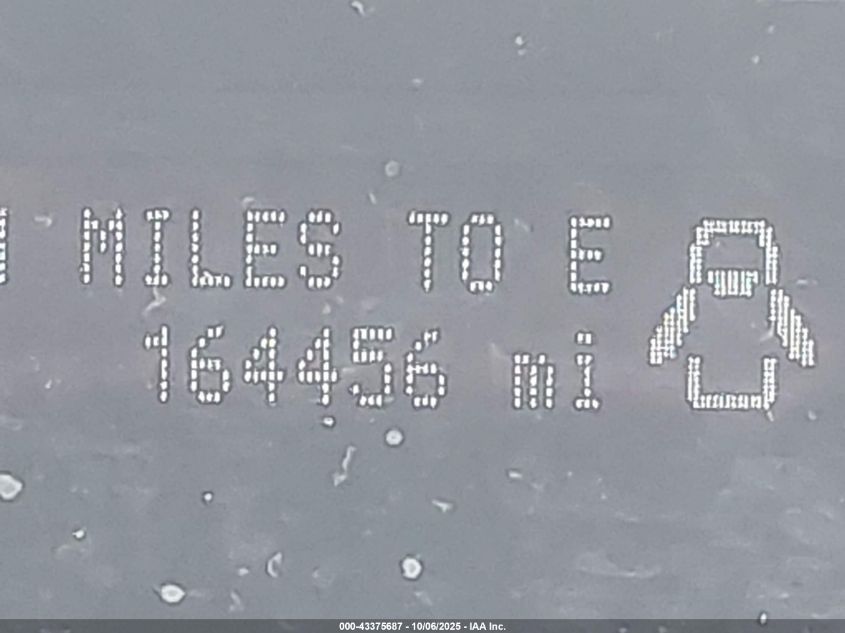 MILES TO E
164456 mi
000-43375687 - 10/06/2025 - IAA Inc.